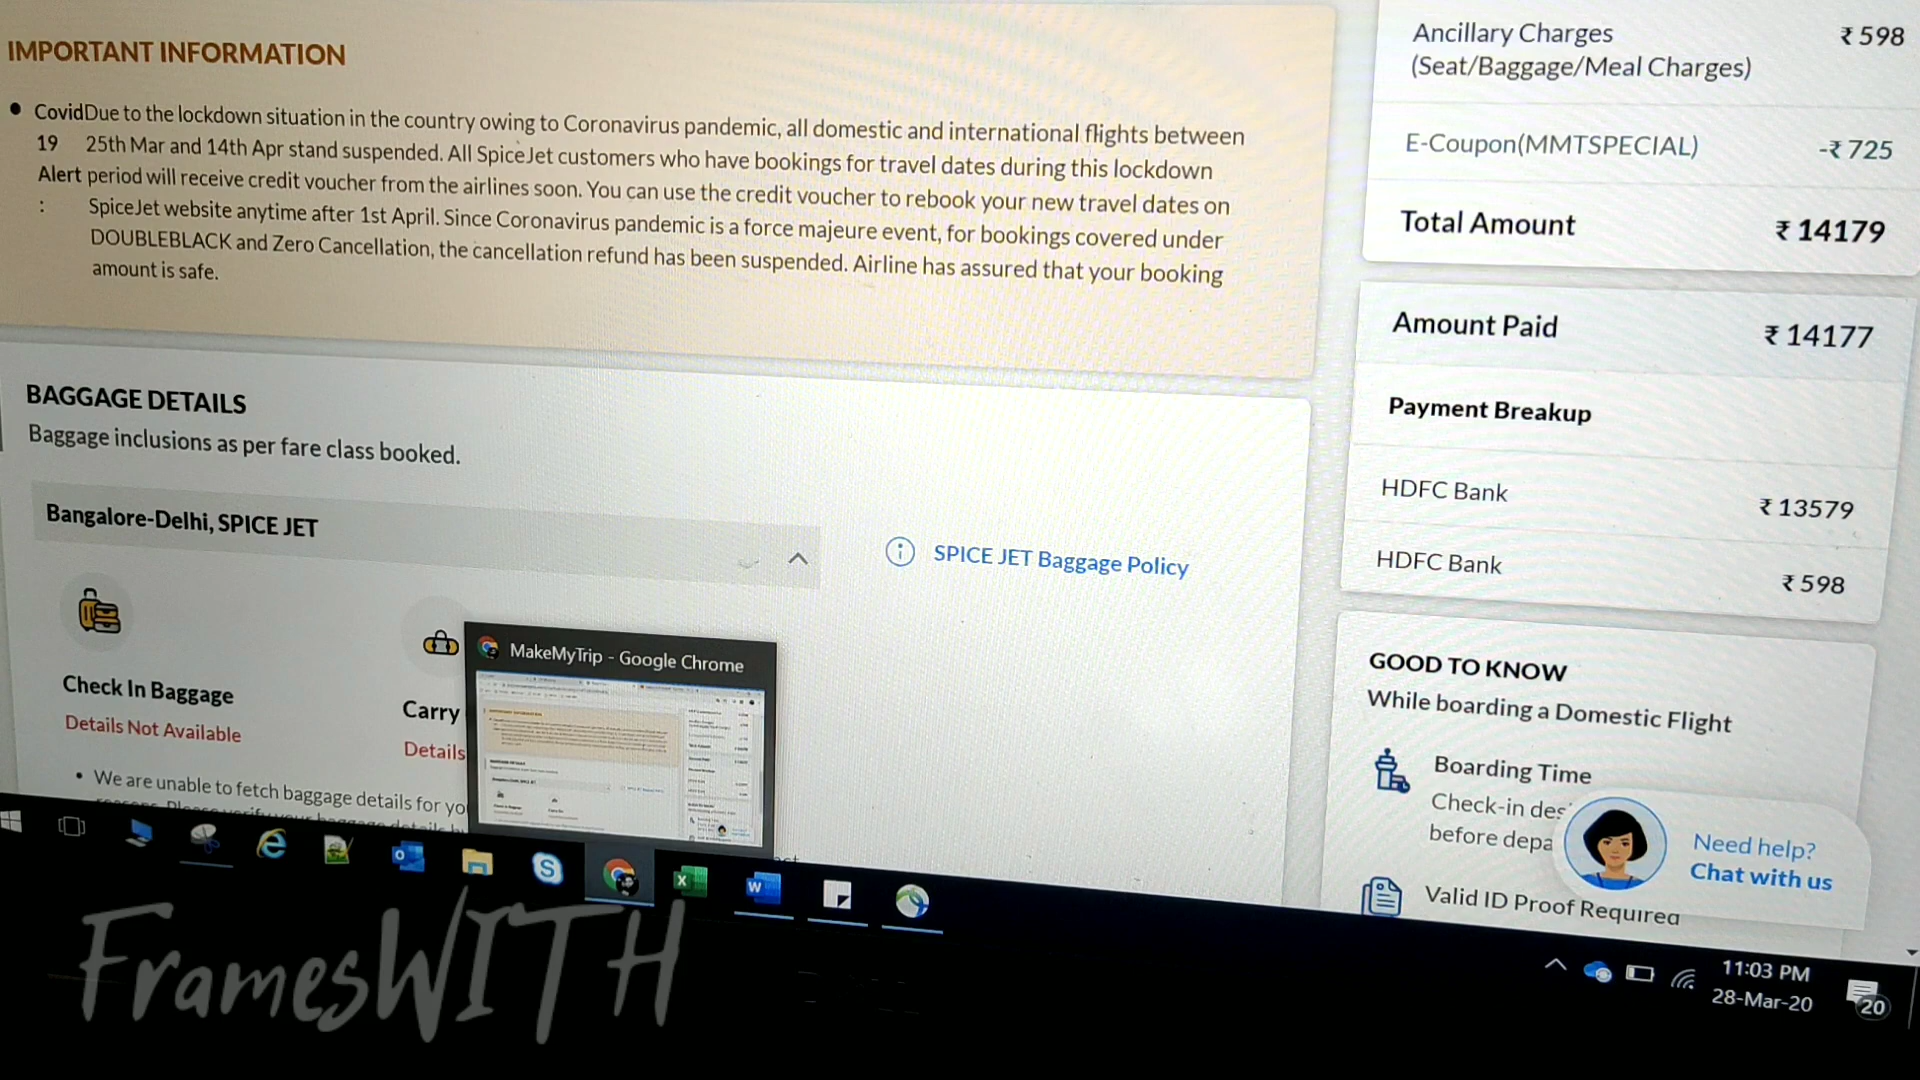 IMPORTANT INFORMATION
Covid Due to the lockdown situation in the country owing to Coronavirus pandemic, all domestic and international flights between
19 25th Mar and 14th Apr stand suspended. All SpiceJet customers who have bookings for travel dates during this lockdown
Alert period will receive credit voucher from the airlines soon. You can use the credit voucher to rebook your new travel dates on
: SpiceJet website anytime after 1st April. Since Coronavirus pandemic is a force majeure event, for bookings covered under
DOUBLEBLACK and Zero Cancellation, the cancellation refund has been suspended. Airline has assured that your booking
amount is safe.
BAGGAGE DETAILS
Baggage inclusions as per fare class booked.
Bangalore-Delhi, SPICE JET
SPICE JET Baggage Policy
Check In Baggage
Details Not Available
Carry
Details
We are unable to fetch baggage details for yo
MakeMyTrip - Google Chrome
Ancillary Charges ₹ 598
(Seat/Baggage/Meal Charges)
E-Coupon(MMTSPECIAL) -₹ 725
Total Amount ₹ 14179
Amount Paid ₹ 14177
Payment Breakup
HDFC Bank ₹ 13579
HDFC Bank ₹ 598
GOOD TO KNOW
While boarding a Domestic Flight
Boarding Time
Check-in des
before depa
Valid ID Proof Required
Need help?
Chat with us
11:03 PM
28-Mar-20
20
FramesWITH